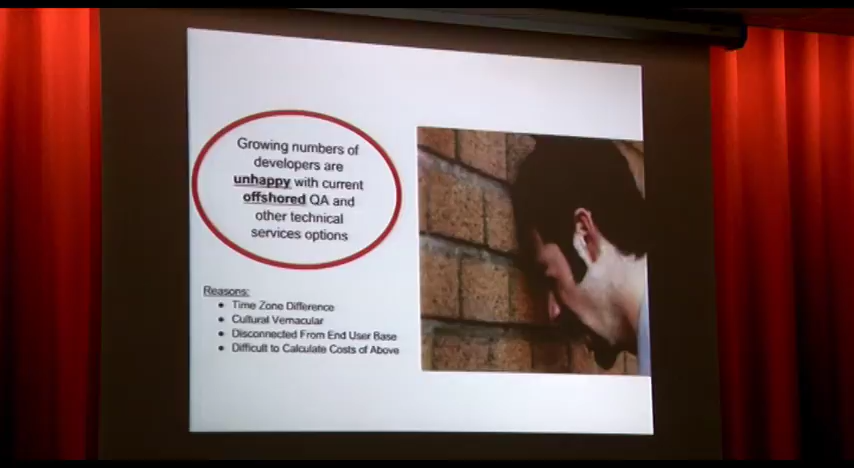 Growing numbers of
developers are
unhappy with current
offshored QA and
other technical
services options
Reasons:
• Time Zone Difference
• Cultural Vernacular
• Disconnected From End User Base
• Difficult to Calculate Costs of Above